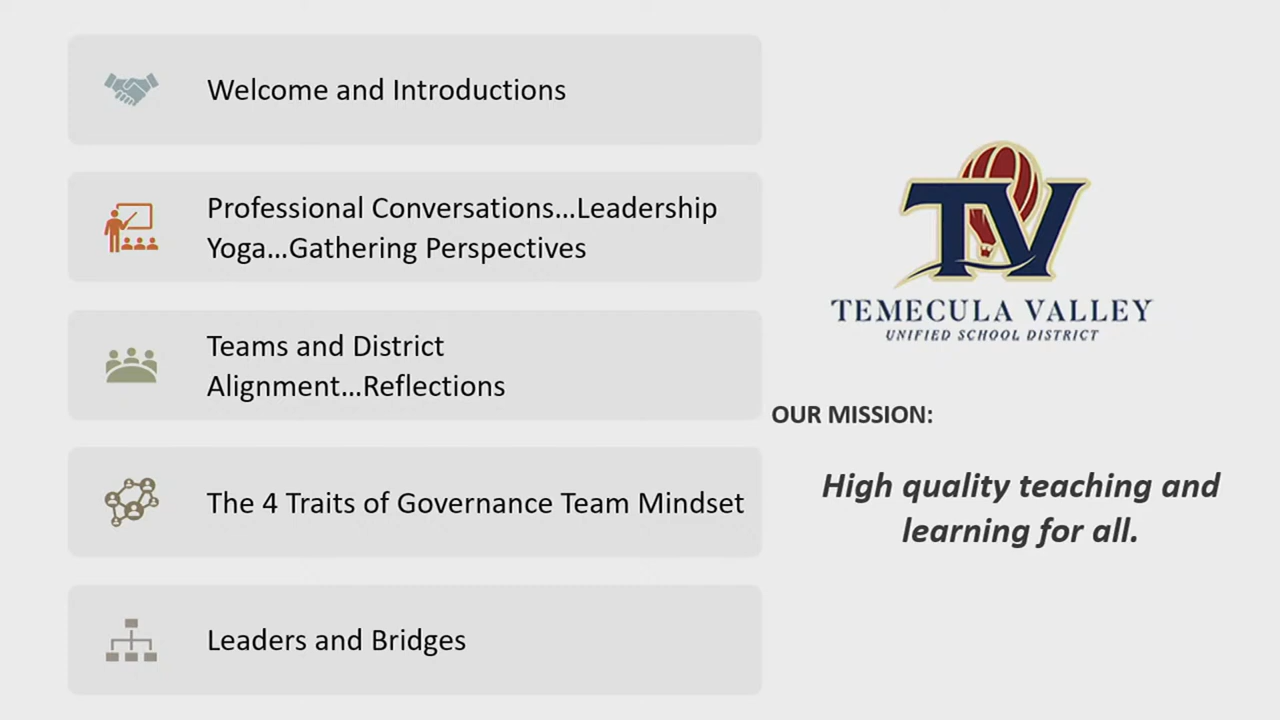 Welcome and Introductions
Professional Conversations...Leadership
Yoga...Gathering Perspectives
Teams and District
Alignment...Reflections
The 4 Traits of Governance Team Mindset
Leaders and Bridges
TV
TEMECULA VALLEY
UNIFIED SCHOOL DISTRICT
OUR MISSION:
High quality teaching and
learning for all.